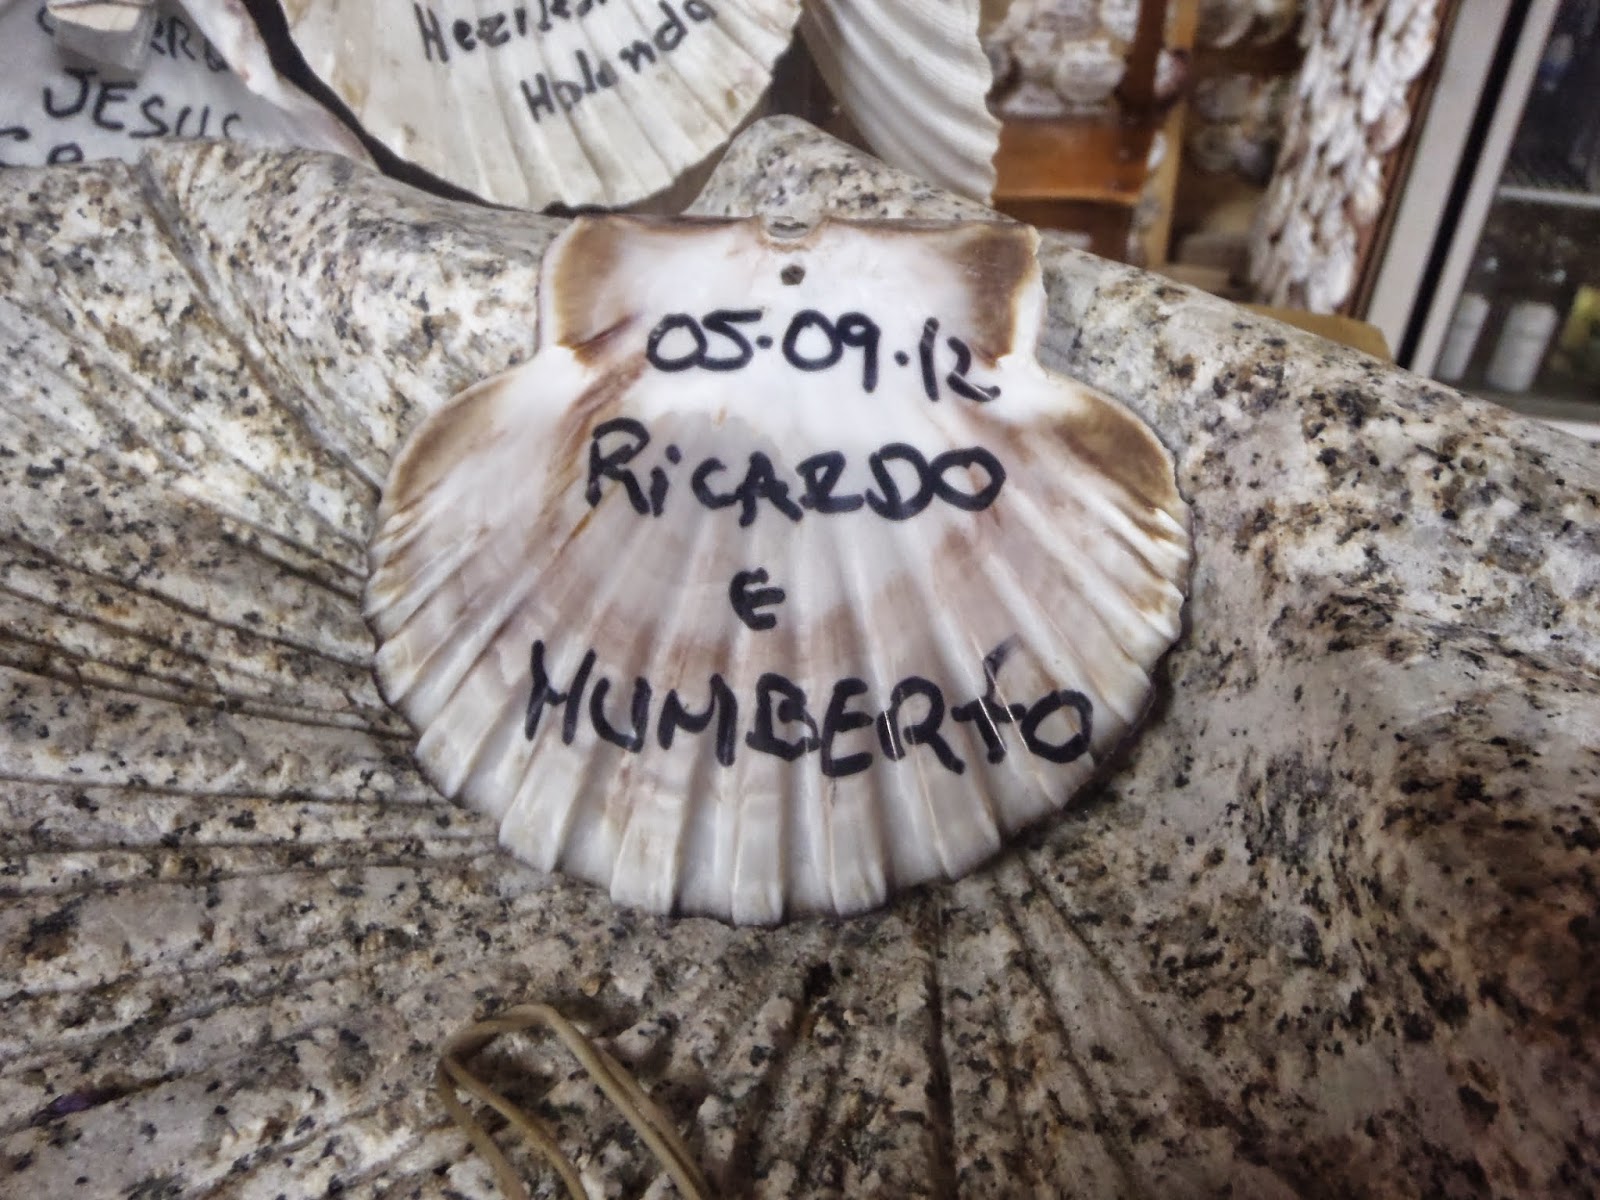 JESUS
Holanda
05.09.12
RiCARDO
E
HUMBERTO